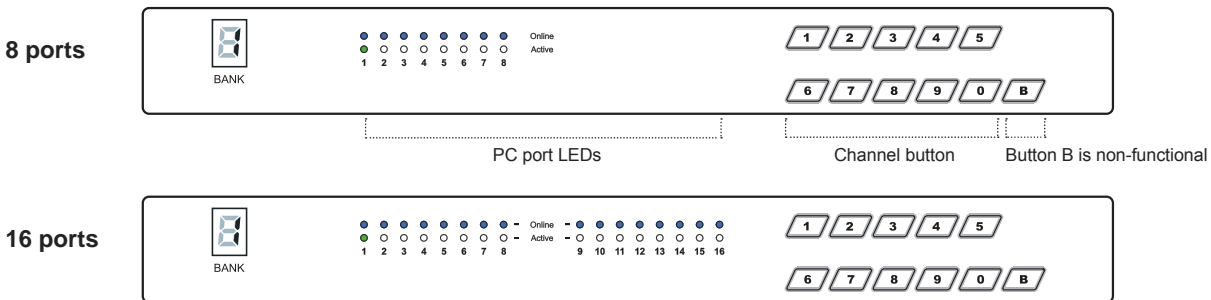 8 ports
BANK
Online
Active
1 2 3 4 5 6 7 8
1 2 3 4 5
6 7 8 9 0 B
PC port LEDs
Channel button
Button B is non-functional
16 ports
BANK
Online
Active
1 2 3 4 5 6 7 8 9 10 11 12 13 14 15 16
1 2 3 4 5
6 7 8 9 0 B